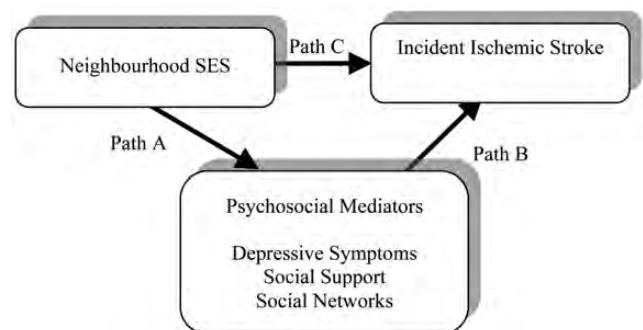 Neighbourhood SES
Path C
Incident Ischemic Stroke
Path A
Path B
Psychosocial Mediators
Depressive Symptoms
Social Support
Social Networks